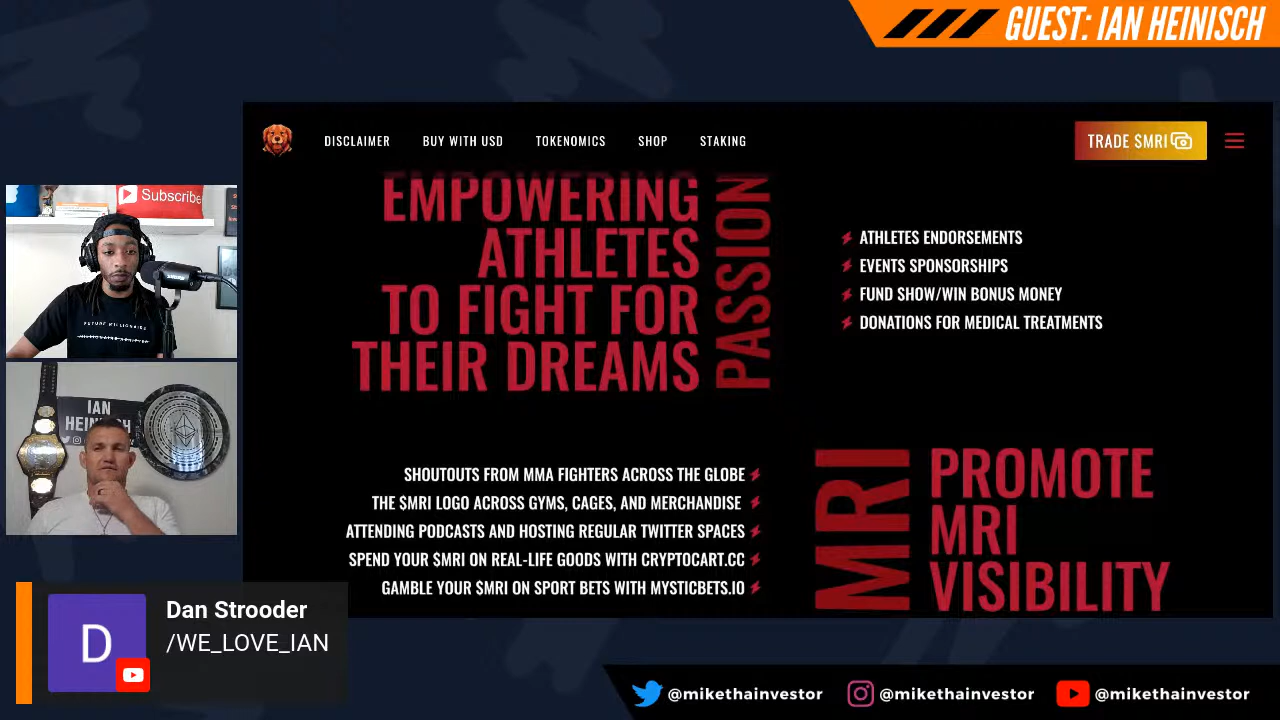 GUEST: IAN HEINISCH
DISCLAIMER
BUY WITH USD
TOKENOMICS
SHOP
STAKING
TRADE $MRI
EMPOWERING
ATHLETES
TO FIGHT FOR
THEIR DREAMS
PASSION
ATHLETES ENDORSEMENTS
EVENTS SPONSORSHIPS
FUND SHOW/WIN BONUS MONEY
DONATIONS FOR MEDICAL TREATMENTS
SHOUTOUTS FROM MMA FIGHTERS ACROSS THE GLOBE
THE $MRI LOGO ACROSS GYMS, CAGES, AND MERCHANDISE
ATTENDING PODCASTS AND HOSTING REGULAR TWITTER SPACES
SPEND YOUR $MRI ON REAL-LIFE GOODS WITH CRYPTOCART.CC
GAMBLE YOUR $MRI ON SPORT BETS WITH MYSTICBETS.IO
MRI
PROMOTE
MRI
VISIBILITY
Subscribe
FUTURE MILLIONAIRE
IAN
D
Dan Strooder
/WE_LOVE_IAN
@mikethainvestor
@mikethainvestor
@mikethainvestor